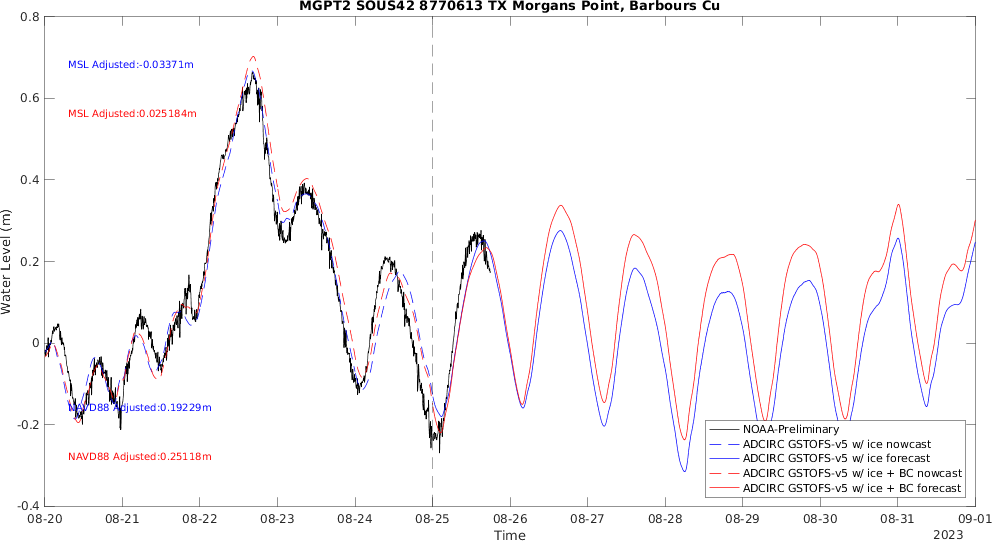 MGPT2 SOUS42 8770613 TX Morgans Point, Barbours Cu
0.8
MSL Adjusted:-0.03371m
0.6
MSL Adjusted:0.025184m
0.4
Water Level (m)
0.2
0
NAVD88 Adjusted:0.19229m
-0.2
NOAA-Preliminary
ADCIRC GSTOFS-v5 w/ ice nowcast
NAVD88 Adjusted:0.25118m
ADCIRC GSTOFS-v5 w/ ice forecast
ADCIRC GSTOFS-v5 w/ ice + BC nowcast
ADCIRC GSTOFS-v5 w/ ice + BC forecast
-0.4
08-20 08-21 08-22 08-23 08-24 08-25 08-26 08-27 08-28 08-29 08-30 08-31 09-01
Time
2023